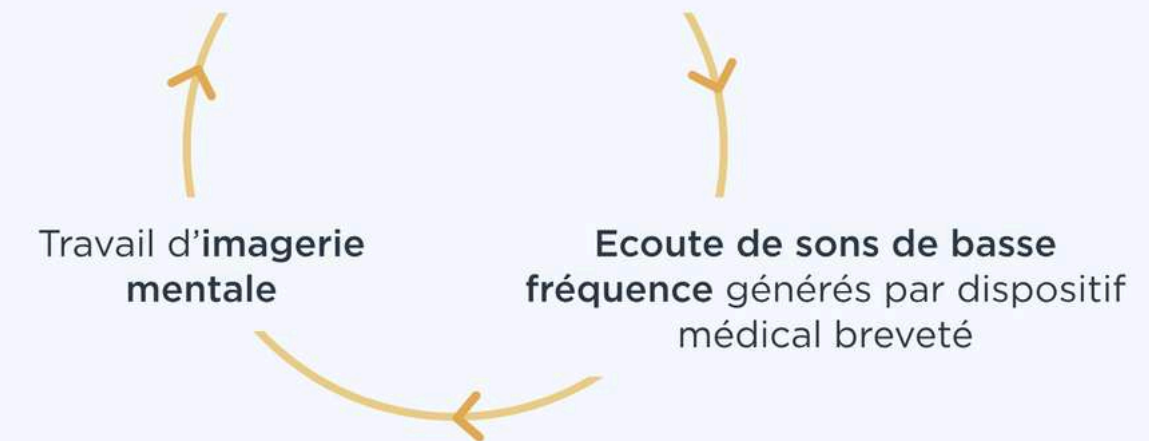 Travail d’imagerie
mentale
Ecoute de sons de basse
fréquence générés par dispositif
médical breveté